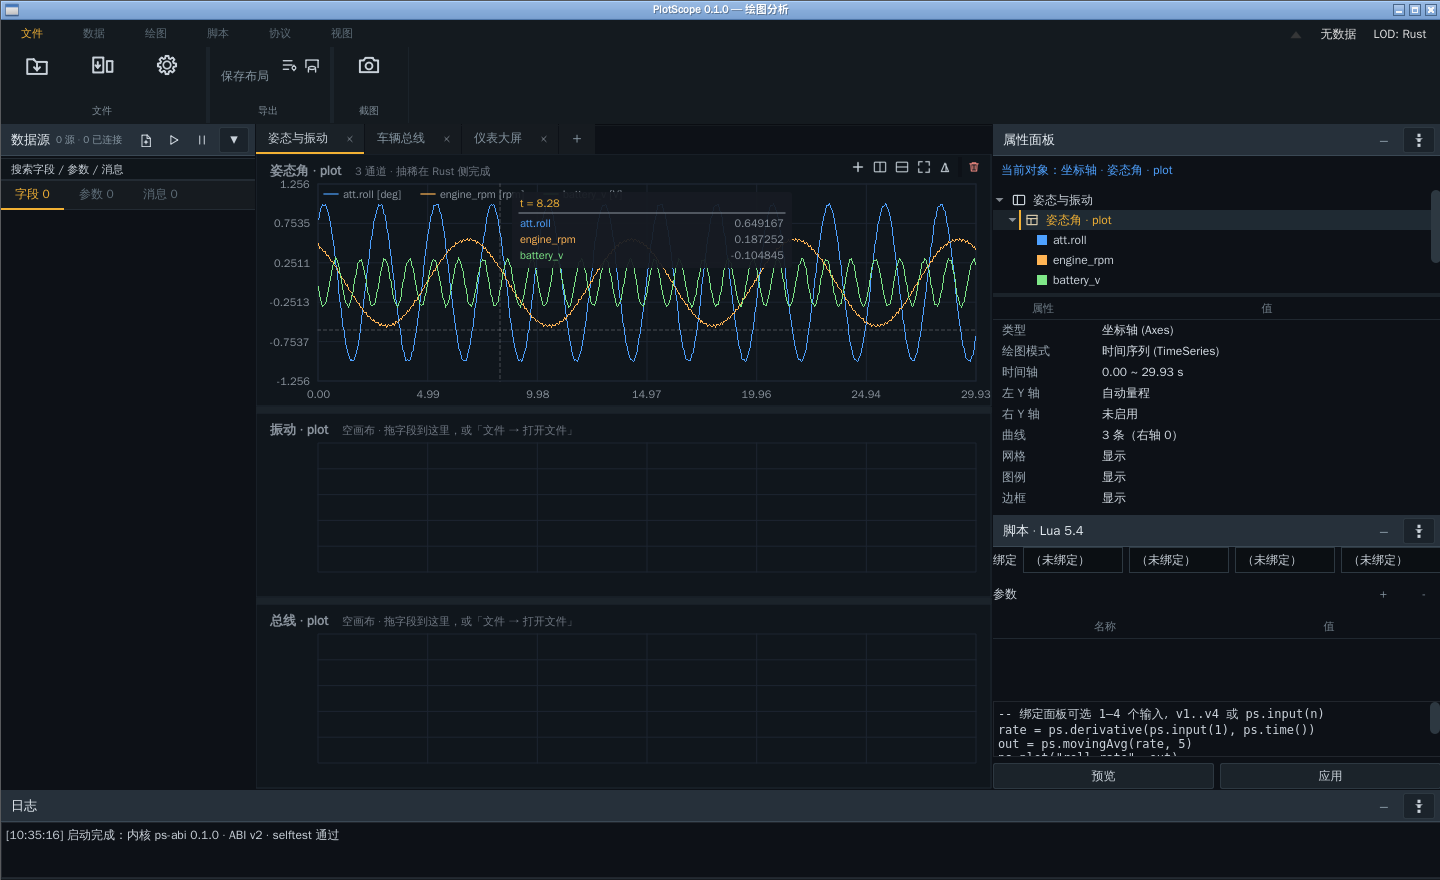 PlotScope 0.1.0 — 绘图分析
文件 数据 绘图 脚本 协议 视图 无数据 LOD: Rust
保存布局
文件 导出 截图
数据源 0 源 · 0 已连接
搜索字段 / 参数 / 消息
字段 0 参数 0 消息 0
姿态与振动 × 车辆总线 × 仪表大屏 × +
姿态角 · plot 3 通道 · 抽稀在 Rust 侧完成
att.roll [deg] engine_rpm
t = 8.28
att.roll 0.649167
engine_rpm 0.187252
battery_v -0.104845
1.256
0.7535
0.2511
-0.2513
-0.7537
-1.256
0.00 4.99 9.98 14.97 19.96 24.94 29.93
振动 · plot 空画布 · 拖字段到这里，或「文件 → 打开文件」
总线 · plot 空画布 · 拖字段到这里，或「文件 → 打开文件」
属性面板
当前对象：坐标轴 · 姿态角 · plot
姿态与振动
姿态角 · plot
att.roll
engine_rpm
battery_v
属性 值
类型 坐标轴 (Axes)
绘图模式 时间序列 (TimeSeries)
时间轴 0.00 ~ 29.93 s
左 Y 轴 自动量程
右 Y 轴 未启用
曲线 3 条（右轴 0）
网格 显示
图例 显示
边框 显示
脚本 · Lua 5.4
绑定 （未绑定） （未绑定） （未绑定） （未绑定）
参数 + -
名称 值
-- 绑定面板可选 1–4 个输入，v1..v4 或 ps.input(n)
rate = ps.derivative(ps.input(1), ps.time())
out = ps.movingAvg(rate, 5)
预览 应用
日志
[10:35:16] 启动完成：内核 ps-abi 0.1.0 · ABI v2 · selftest 通过